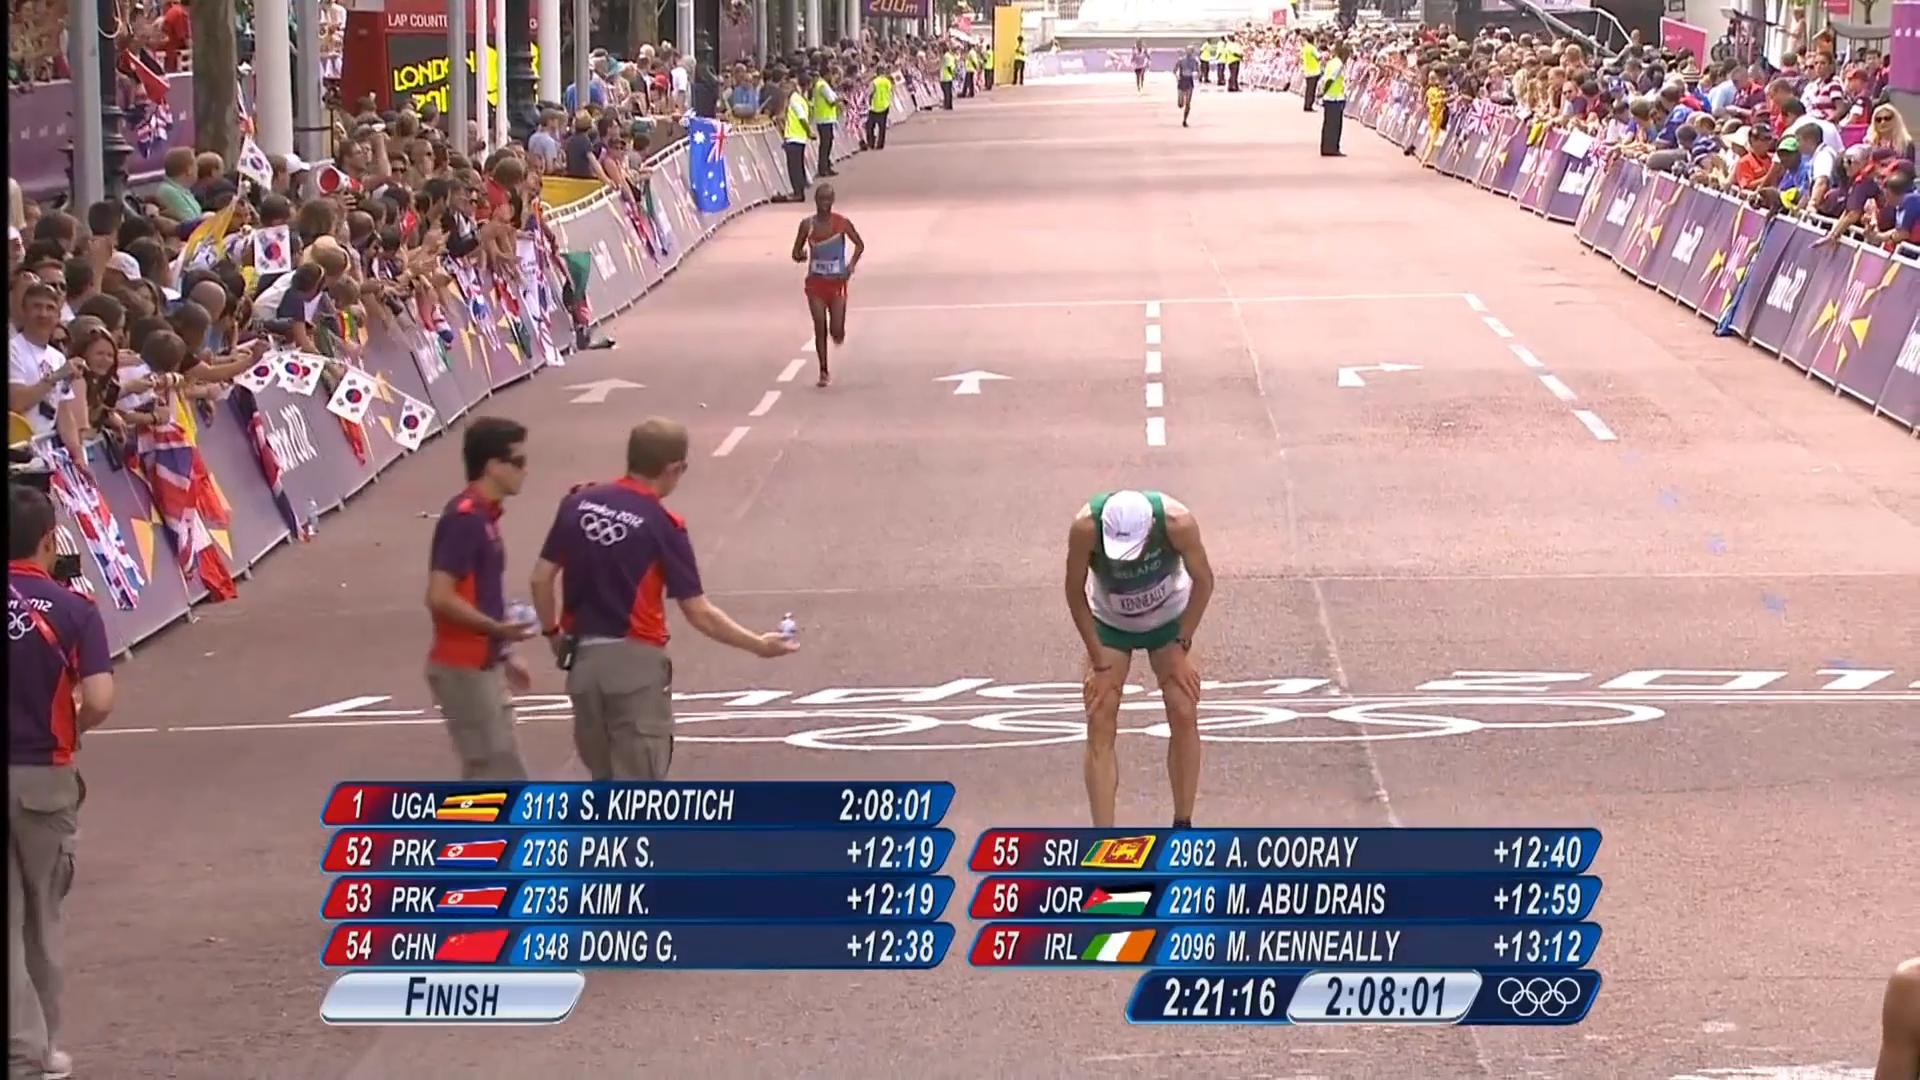 200m
LAP COUNTE
LONDON
2012
London 2012
IRELAND
KENNEALLY
London 2012
1 UGA 3113 S. KIPROTICH 2:08:01
52 PRK 2736 PAK S. +12:19
53 PRK 2735 KIM K. +12:19
54 CHN 1348 DONG G. +12:38
55 SRI 2962 A. COORAY +12:40
56 JOR 2216 M. ABU DRAIS +12:59
57 IRL 2096 M. KENNEALLY +13:12
FINISH
2:21:16 2:08:01